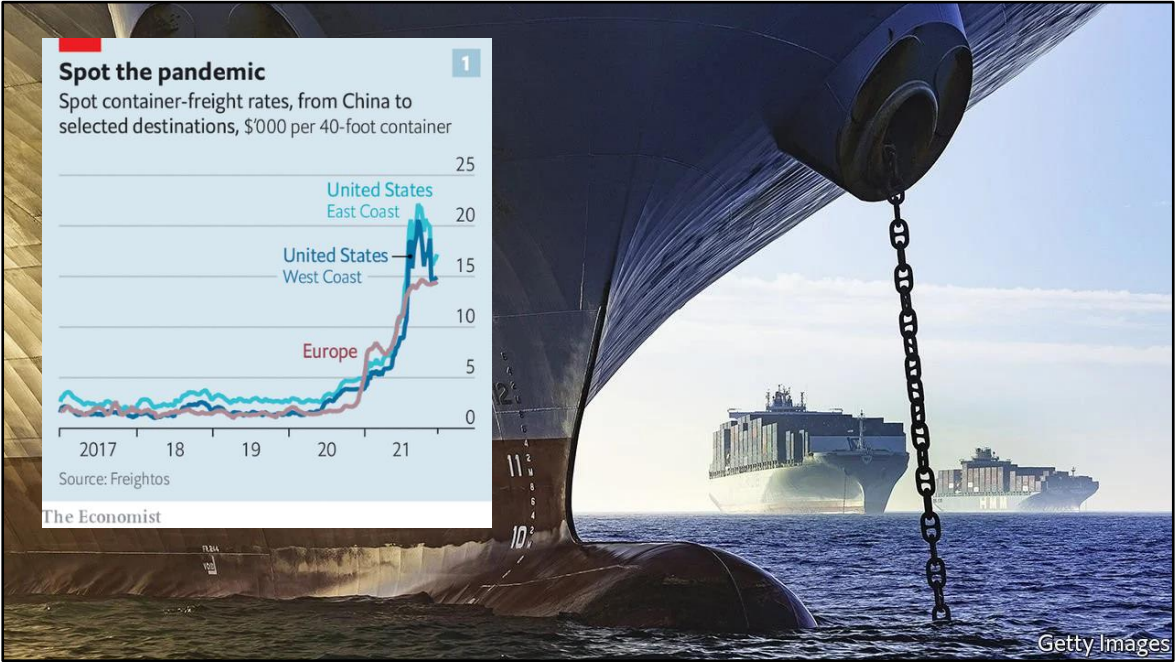 Spot the pandemic
1
Spot container-freight rates, from China to
selected destinations, $'000 per 40-foot container
25
United States
East Coast
20
United States
West Coast
15
10
Europe
5
0
2017
18
19
20
21
Source: Freightos
The Economist
11
10
Getty Images